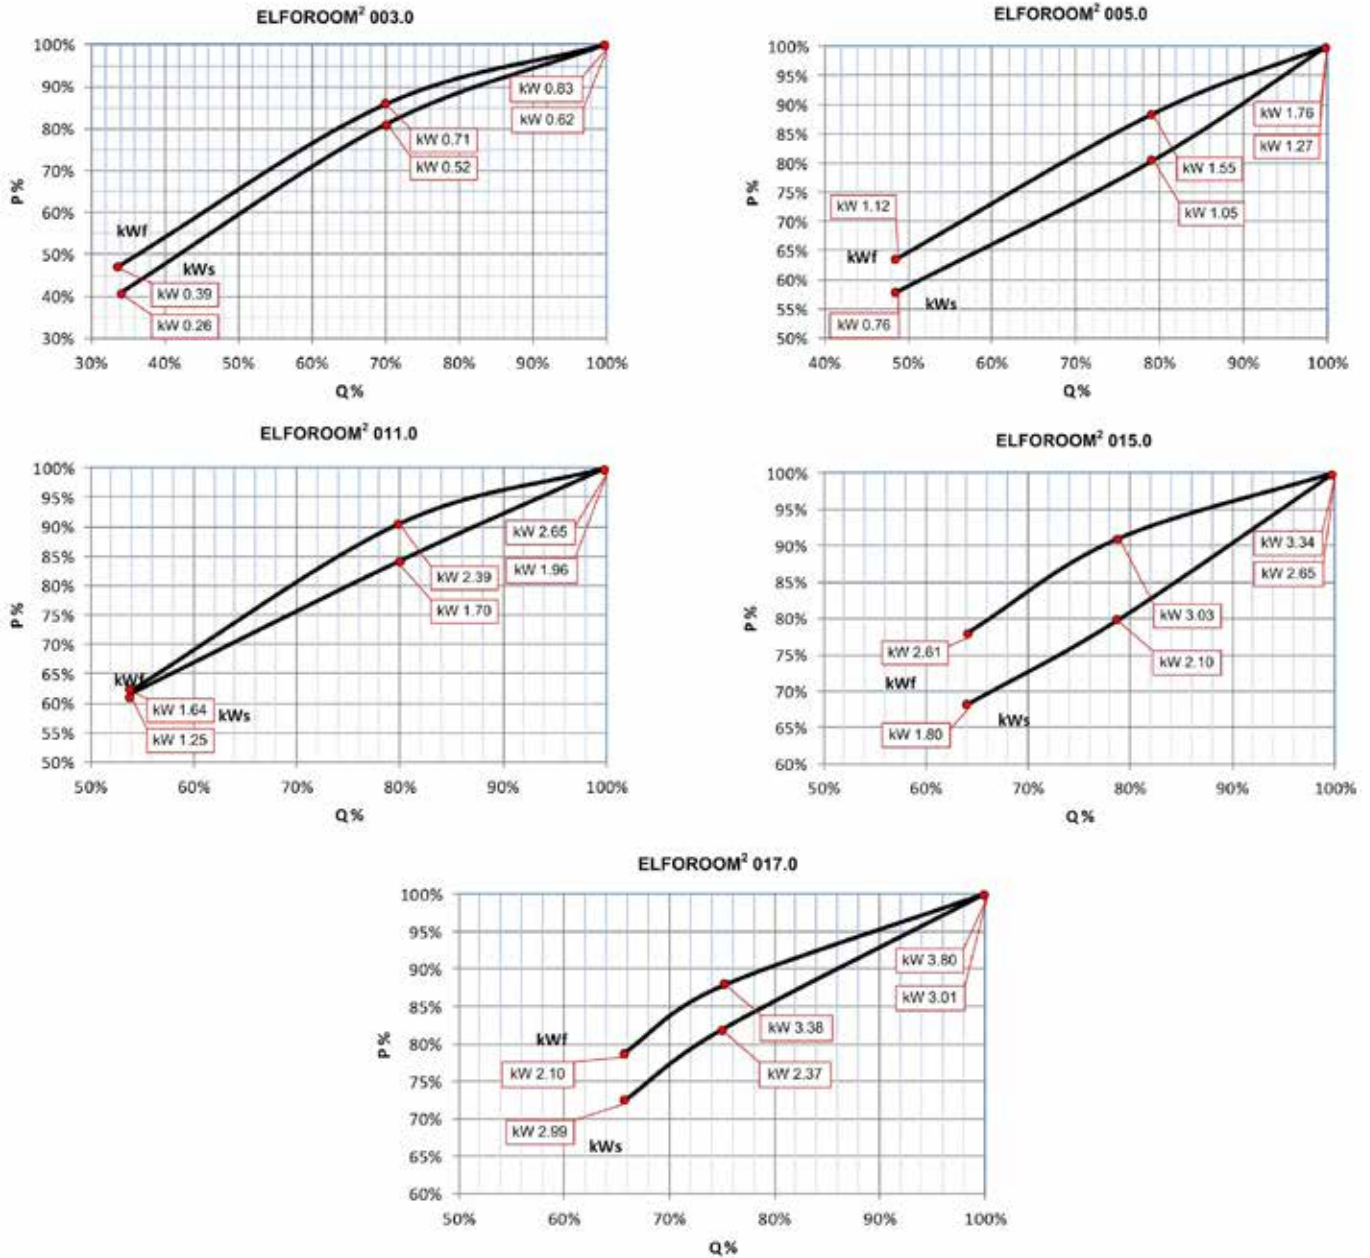 ELFOROOM² 003.0
100%
90%
80%
70%
60%
50%
40%
30%
P%
kW 0.83
kW 0.62
kW 0.71
kW 0.52
kWf
kWs
kW 0.39
kW 0.26
30% 40% 50% 60% 70% 80% 90% 100%
Q%
ELFOROOM² 005.0
100%
95%
90%
85%
80%
75%
70%
65%
60%
55%
50%
P%
kW 1.76
kW 1.27
kW 1.55
kW 1.05
kW 1.12
kWf
kWs
kW 0.76
40% 50% 60% 70% 80% 90% 100%
Q%
ELFOROOM² 011.0
100%
95%
90%
85%
80%
75%
70%
65%
60%
55%
50%
P%
kW 2.65
kW 1.96
kW 2.39
kW 1.70
kWf
kW 1.64
kWs
kW 1.25
50% 60% 70% 80% 90% 100%
Q%
ELFOROOM² 015.0
100%
95%
90%
85%
80%
75%
70%
65%
60%
P%
kW 3.34
kW 2.65
kW 3.03
kW 2.61
kW 2.10
kWf
kWs
kW 1.80
50% 60% 70% 80% 90% 100%
Q%
ELFOROOM² 017.0
100%
95%
90%
85%
80%
75%
70%
65%
60%
P%
kW 3.80
kW 3.01
kW 3.38
kWf
kW 2.10
kW 2.37
kW 2.99
kWs
50% 60% 70% 80% 90% 100%
Q%